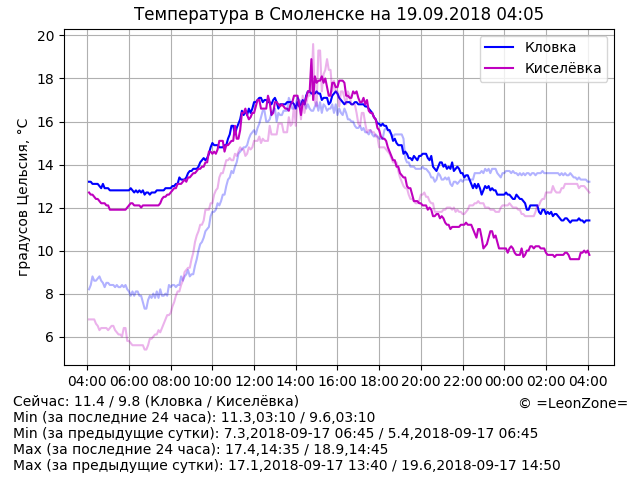 Температура в Смоленске на 19.09.2018 04:05
градусов Цельсия, °C
20
18
16
14
12
10
8
6
Кловка
Киселёвка
04:00 06:00 08:00 10:00 12:00 14:00 16:00 18:00 20:00 22:00 00:00 02:00 04:00
Сейчас: 11.4 / 9.8 (Кловка / Киселёвка)
© =LeonZone=
Min (за последние 24 часа): 11.3,03:10 / 9.6,03:10
Min (за предыдущие сутки): 7.3,2018-09-17 06:45 / 5.4,2018-09-17 06:45
Max (за последние 24 часа): 17.4,14:35 / 18.9,14:45
Max (за предыдущие сутки): 17.1,2018-09-17 13:40 / 19.6,2018-09-17 14:50